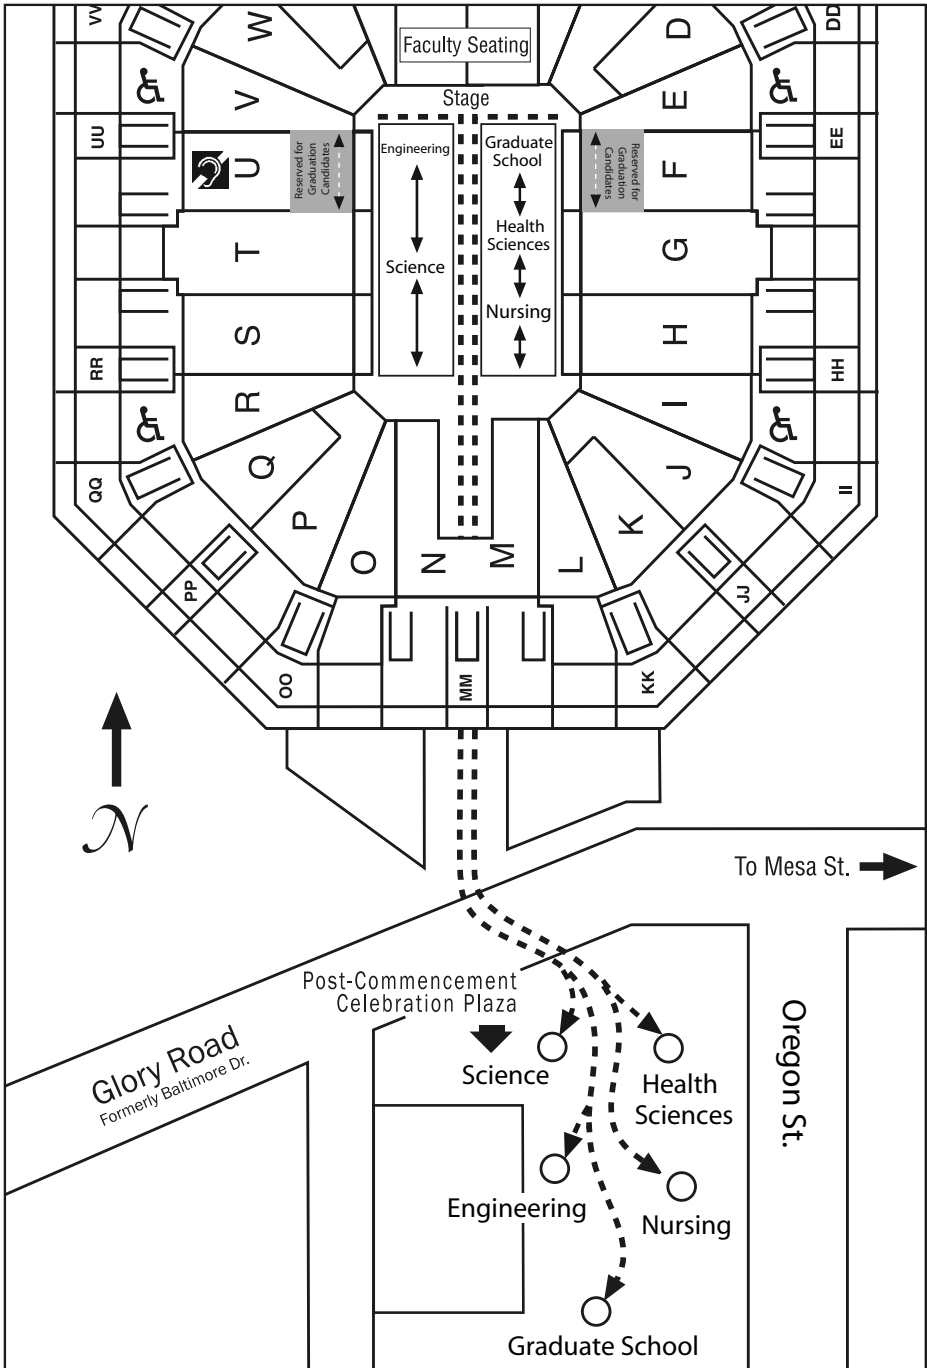 VV
W
D
DD
Faculty Seating
Stage
V
E
UU
U
Reserved for
Graduation
Candidates
Engineering
Graduate
School
Reserved for
Graduation
Candidates
F
EE
T
Health
Sciences
G
Science
Nursing
S
H
RR
HH
R
I
QQ
Q
J
II
P
K
O
N
M
L
PP
JJ
OO
MM
KK
N
To Mesa St.
Post-Commencement
Celebration Plaza
Glory Road
Formerly Baltimore Dr.
Oregon St.
Science
Health
Sciences
Engineering
Nursing
Graduate School